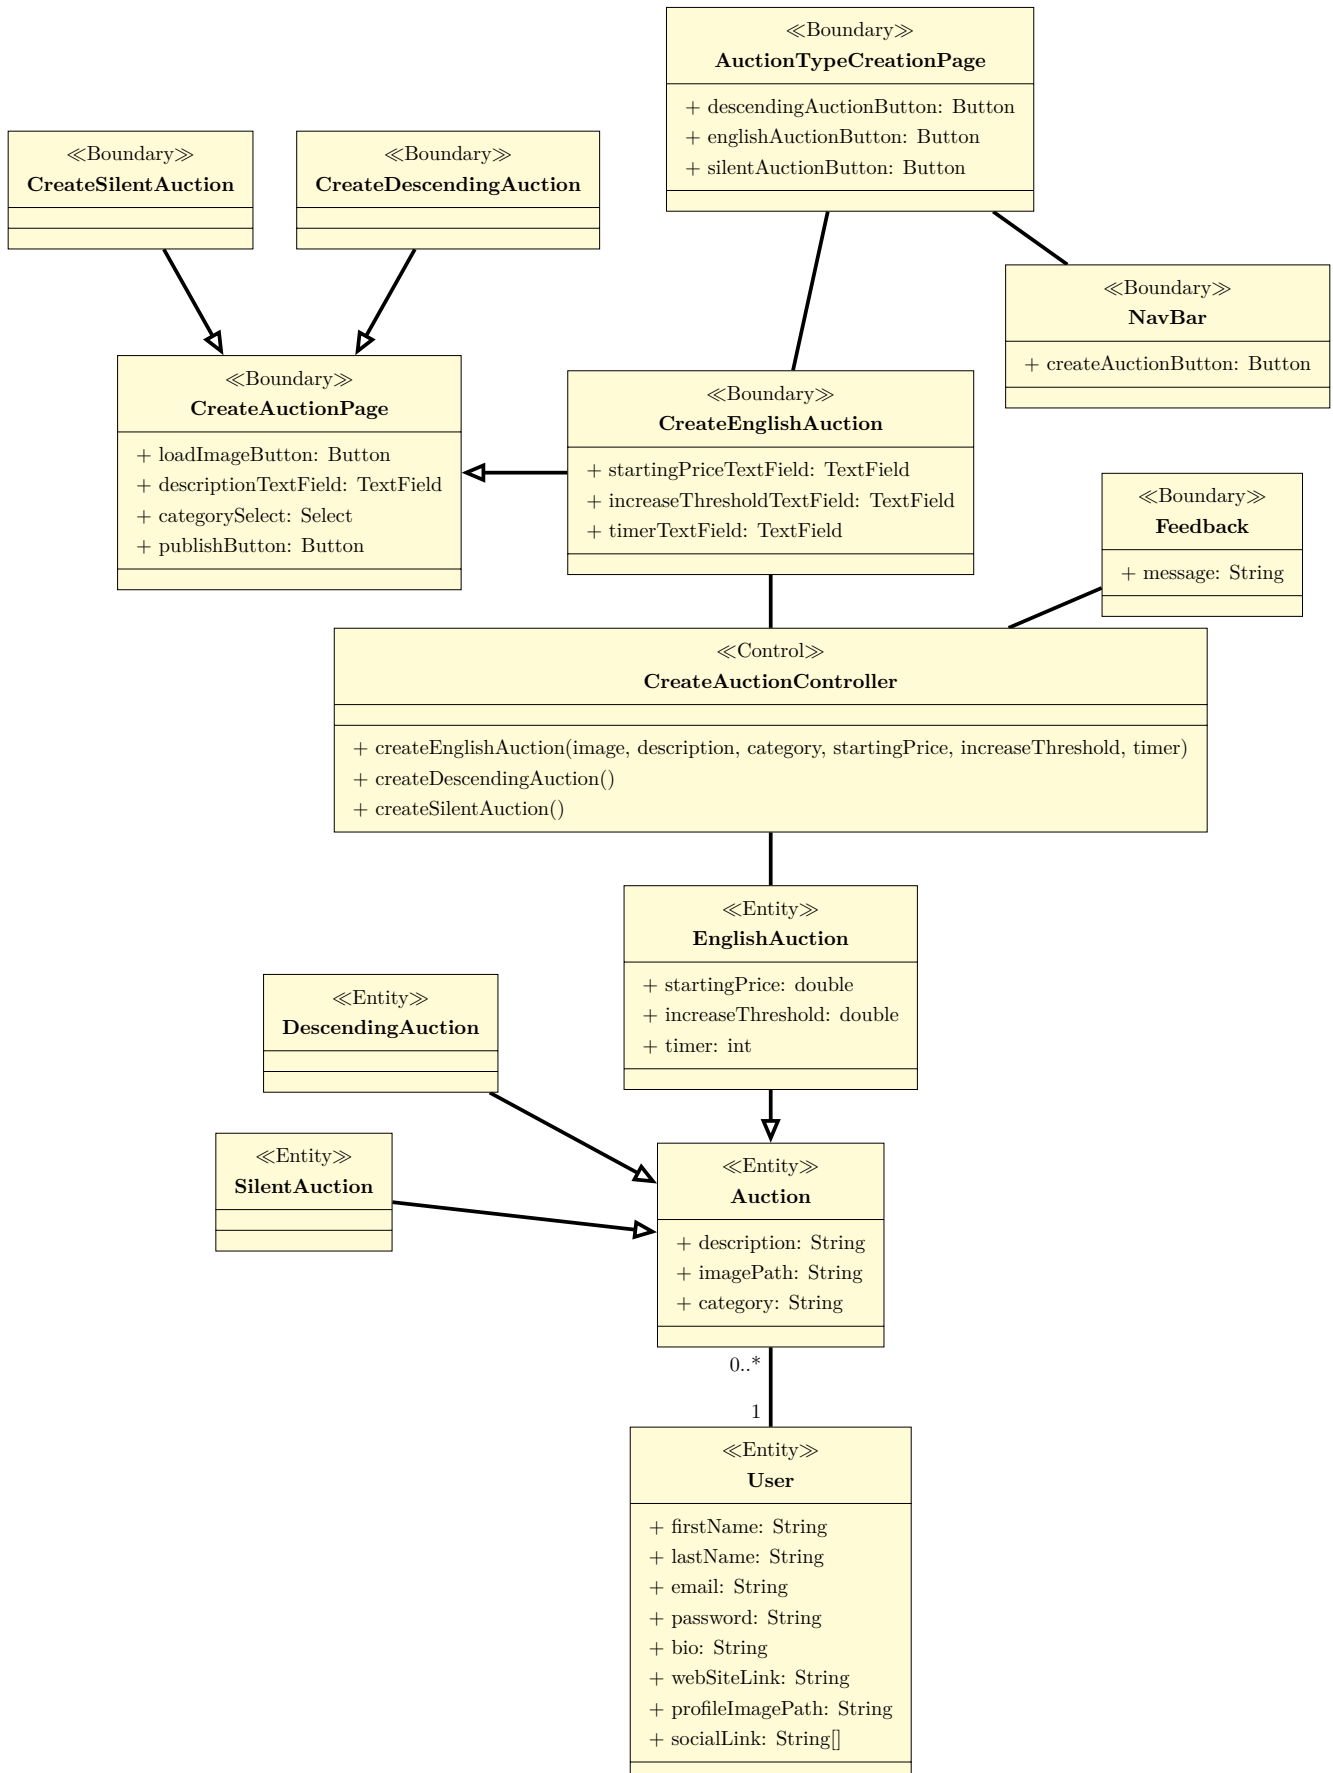 ≪Boundary≫
AuctionTypeCreationPage
+ descendingAuctionButton: Button
+ englishAuctionButton: Button
+ silentAuctionButton: Button
≪Boundary≫
CreateSilentAuction
≪Boundary≫
CreateDescendingAuction
≪Boundary≫
NavBar
+ createAuctionButton: Button
≪Boundary≫
CreateAuctionPage
+ loadImageButton: Button
+ descriptionTextField: TextField
+ categorySelect: Select
+ publishButton: Button
≪Boundary≫
CreateEnglishAuction
+ startingPriceTextField: TextField
+ increaseThresholdTextField: TextField
+ timerTextField: TextField
≪Boundary≫
Feedback
+ message: String
≪Control≫
CreateAuctionController
+ createEnglishAuction(image, description, category, startingPrice, increaseThreshold, timer)
+ createDescendingAuction()
+ createSilentAuction()
≪Entity≫
EnglishAuction
+ startingPrice: double
+ increaseThreshold: double
+ timer: int
≪Entity≫
DescendingAuction
≪Entity≫
SilentAuction
≪Entity≫
Auction
+ description: String
+ imagePath: String
+ category: String
0..*
1
≪Entity≫
User
+ firstName: String
+ lastName: String
+ email: String
+ password: String
+ bio: String
+ webSiteLink: String
+ profileImagePath: String
+ socialLink: String[]